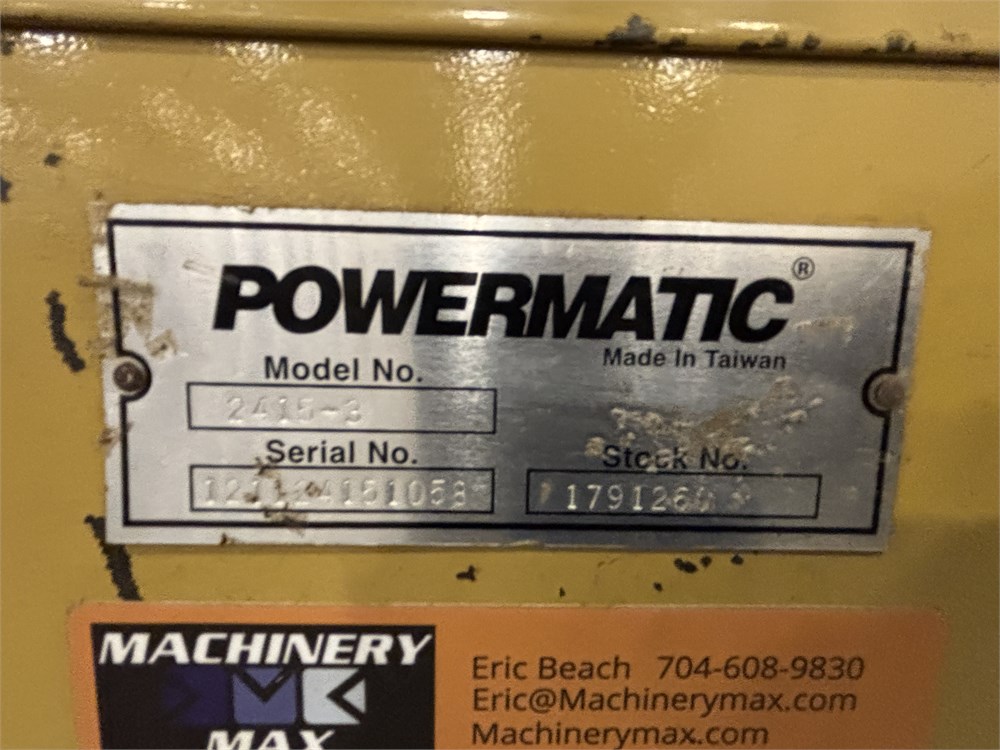 POWERMATIC®
Made In Taiwan
Model No.
2415-3
Serial No.
Stock No.
MACHINERY
MAX
Eric Beach 704-608-9830
Eric@Machinerymax.com
Machinerymax.com